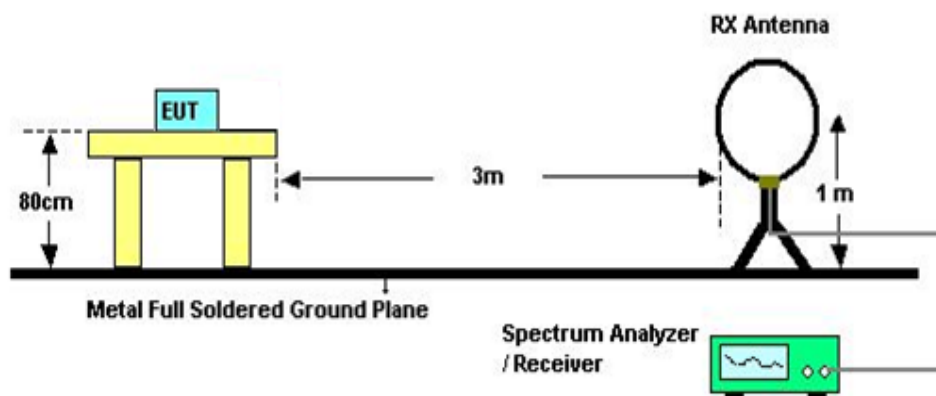 RX Antenna
EUT
3m
80cm
1 m
Metal Full Soldered Ground Plane
Spectrum Analyzer
/ Receiver